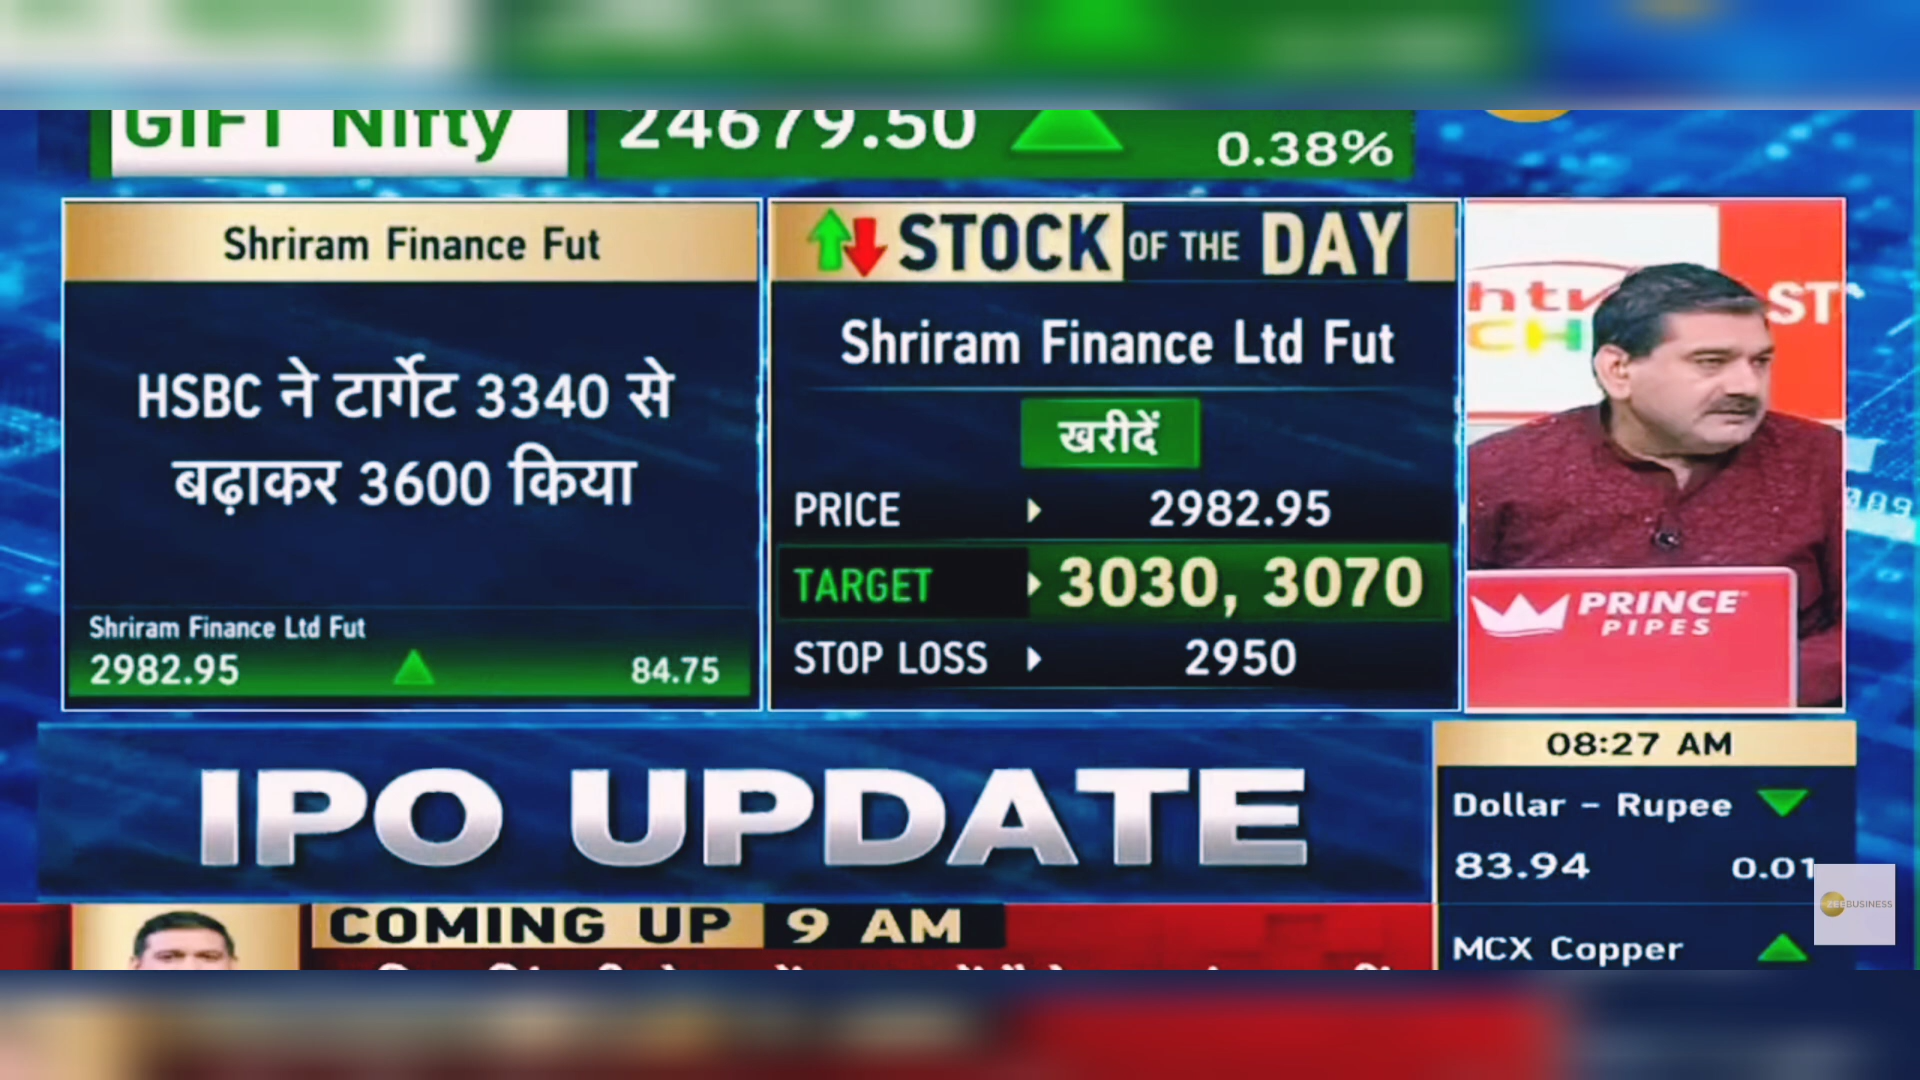 GIFT Nifty
24679.50
0.38%
Shriram Finance Fut
HSBC ने टार्गेट 3340 से
बढ़ाकर 3600 किया
Shriram Finance Ltd Fut
2982.95 84.75
STOCK OF THE DAY
Shriram Finance Ltd Fut
खरीदें
PRICE 2982.95
TARGET 3030, 3070
STOP LOSS 2950
PRINCE
PIPES
IPO UPDATE
08:27 AM
Dollar - Rupee
83.94 0.01
MCX Copper
COMING UP 9 AM
ZEEBUSINESS